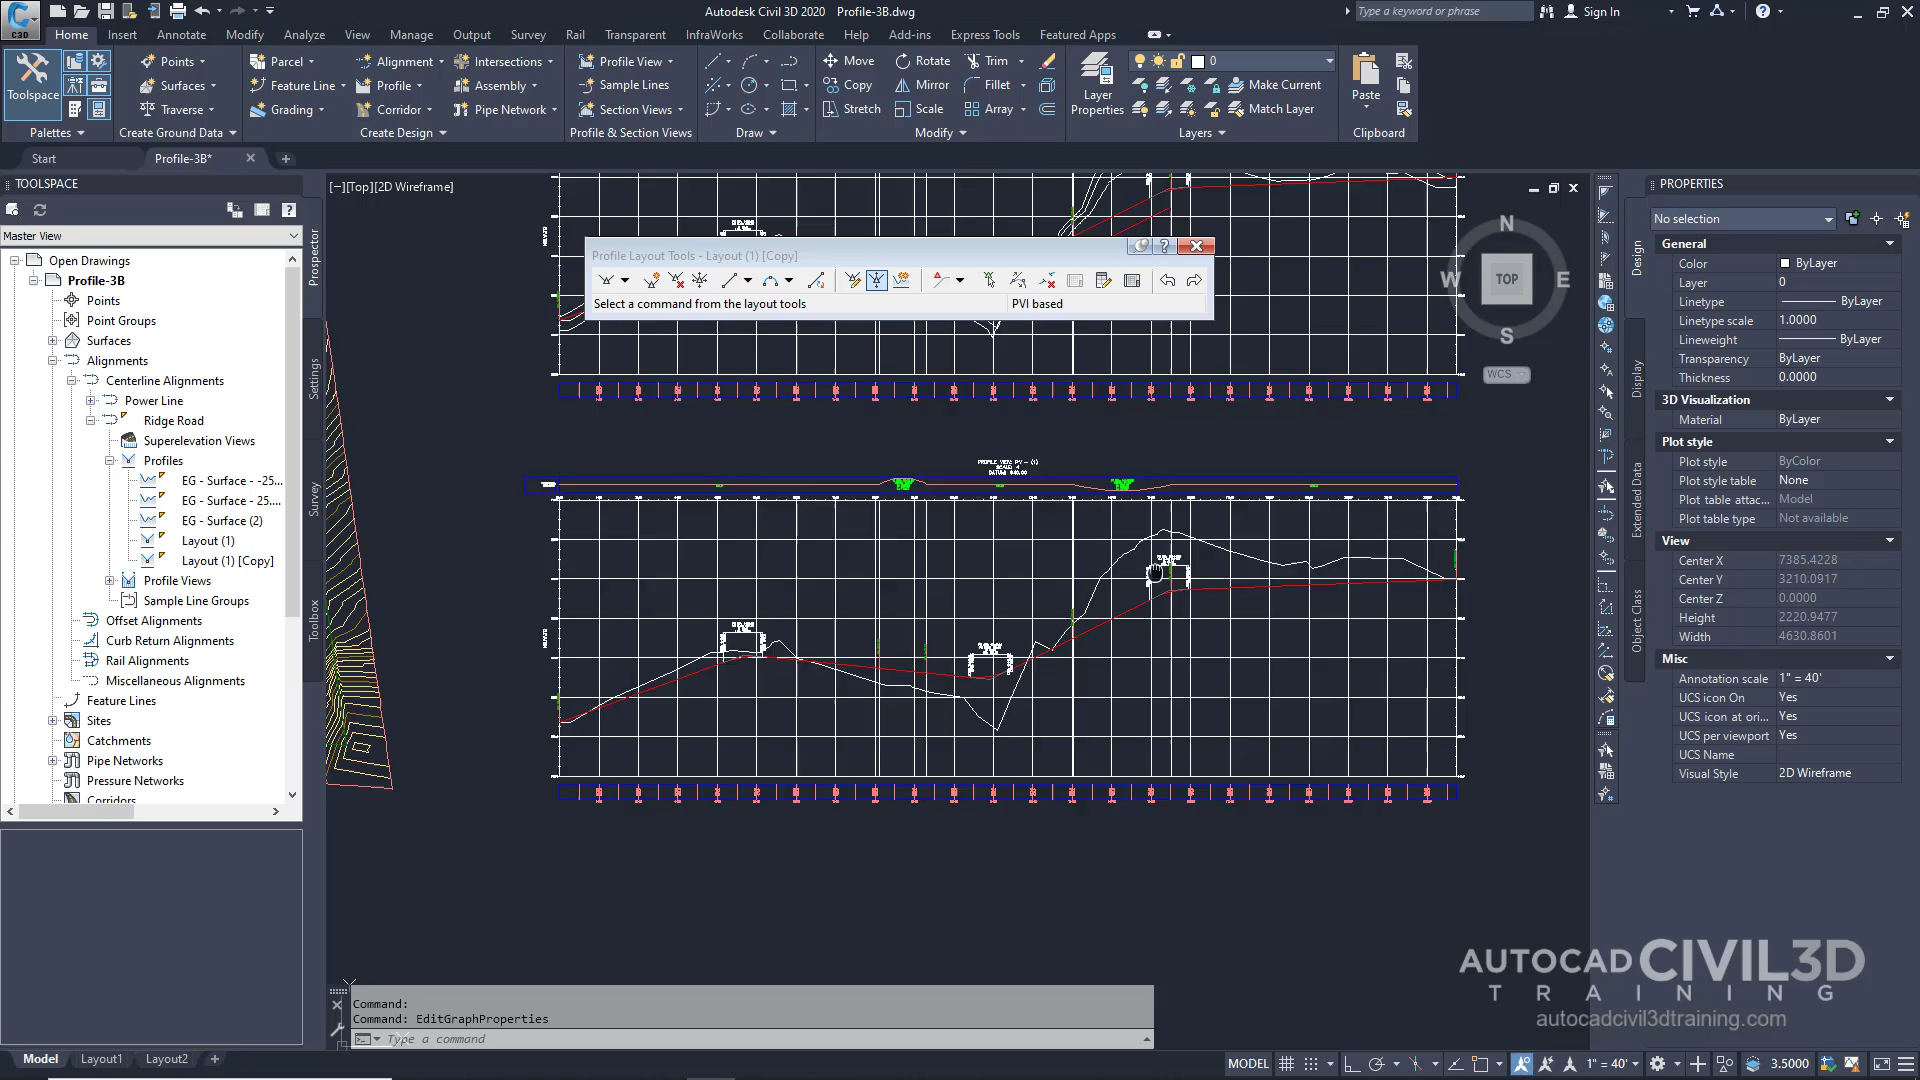 Autodesk Civil 3D 2020 Profile-3B.dwg
Type a keyword or phrase
Sign In
C3D
Home Insert Annotate Modify Analyze View Manage Output Survey Rail Transparent InfraWorks Collaborate Help Add-ins Express Tools Featured Apps
Toolspace
Points
Surfaces
Traverse
Parcel
Feature Line
Grading
Alignment
Profile
Corridor
Intersections
Assembly
Pipe Network
Profile View
Sample Lines
Section Views
Move
Copy
Stretch
Rotate
Mirror
Scale
Trim
Fillet
Array
Layer
Properties
0
Make Current
Match Layer
Paste
Palettes
Create Ground Data
Create Design
Profile & Section Views
Draw
Modify
Layers
Clipboard
Start
Profile-3B*
TOOLSPACE
Master View
Open Drawings
Profile-3B
Points
Point Groups
Surfaces
Alignments
Centerline Alignments
Power Line
Ridge Road
Superelevation Views
Profiles
EG - Surface - -25...
EG - Surface - 25....
EG - Surface (2)
Layout (1)
Layout (1) [Copy]
Profile Views
Sample Line Groups
Offset Alignments
Curb Return Alignments
Rail Alignments
Miscellaneous Alignments
Feature Lines
Sites
Catchments
Pipe Networks
Pressure Networks
Corridors
Prospector
Settings
Survey
Toolbox
[−][Top][2D Wireframe]
Profile Layout Tools - Layout (1) [Copy]
Select a command from the layout tools
PVI based
PROFILE VIEW: PV - (1)
N
W
TOP
E
S
WCS
Command:
Command: EditGraphProperties
Type a command
PROPERTIES
No selection
Design
Display
Extended Data
Object Class
General
Color ByLayer
Layer 0
Linetype ByLayer
Linetype scale 1.0000
Lineweight ByLayer
Transparency ByLayer
Thickness 0.0000
3D Visualization
Material ByLayer
Plot style
Plot style ByColor
Plot style table None
Plot table attac... Model
Plot table type Not available
View
Center X 7385.4228
Center Y 3210.0917
Center Z 0.0000
Height 2220.9477
Width 4630.8601
Misc
Annotation scale 1" = 40'
UCS icon On Yes
UCS icon at ori... Yes
UCS per viewport Yes
UCS Name
Visual Style 2D Wireframe
AUTOCAD CIVIL3D
TRAINING
autocadcivil3dtraining.com
Model Layout1 Layout2
MODEL
1" = 40'
3.5000